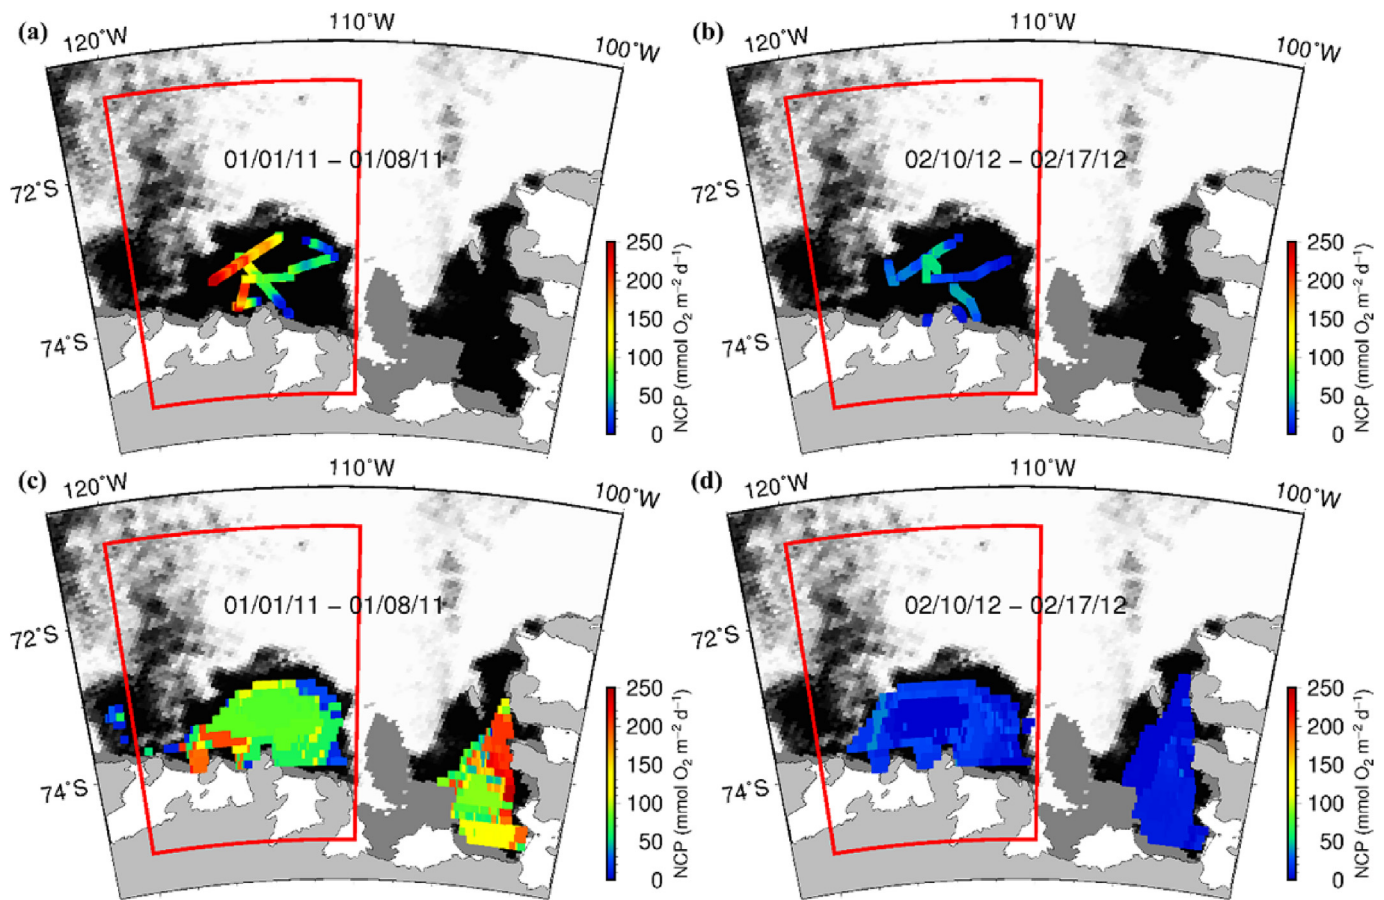 (a)
120°W
110°W
100°W
72°S
74°S
01/01/11 – 01/08/11
250
200
150
100
50
0
NCP (mmol O₂ m⁻² d⁻¹)
(b)
120°W
110°W
100°W
72°S
74°S
02/10/12 – 02/17/12
250
200
150
100
50
0
NCP (mmol O₂ m⁻² d⁻¹)
(c)
120°W
110°W
100°W
72°S
74°S
01/01/11 – 01/08/11
250
200
150
100
50
0
NCP (mmol O₂ m⁻² d⁻¹)
(d)
120°W
110°W
100°W
72°S
74°S
02/10/12 – 02/17/12
250
200
150
100
50
0
NCP (mmol O₂ m⁻² d⁻¹)